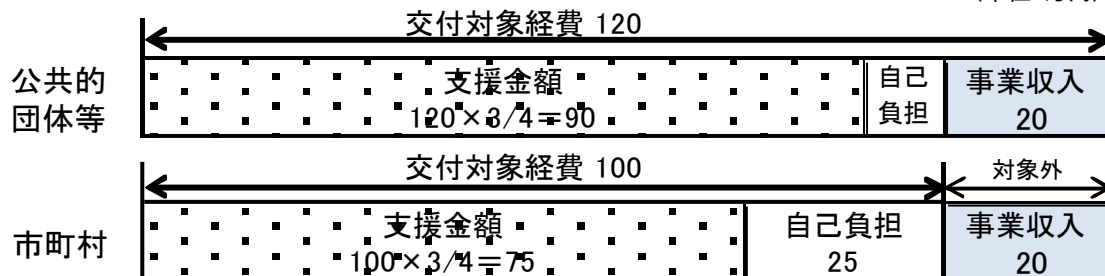 交付対象経費 120
公共的
団体等
支援金額
120×3/4＝90
自己
負担
事業収入
20
交付対象経費 100
対象外
市町村
支援金額
100×3/4＝75
自己負担
25
事業収入
20